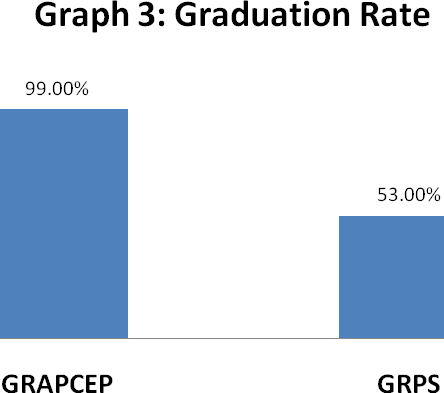 Graph 3: Graduation Rate
99.00%
53.00%
GRAPCEP
GRPS